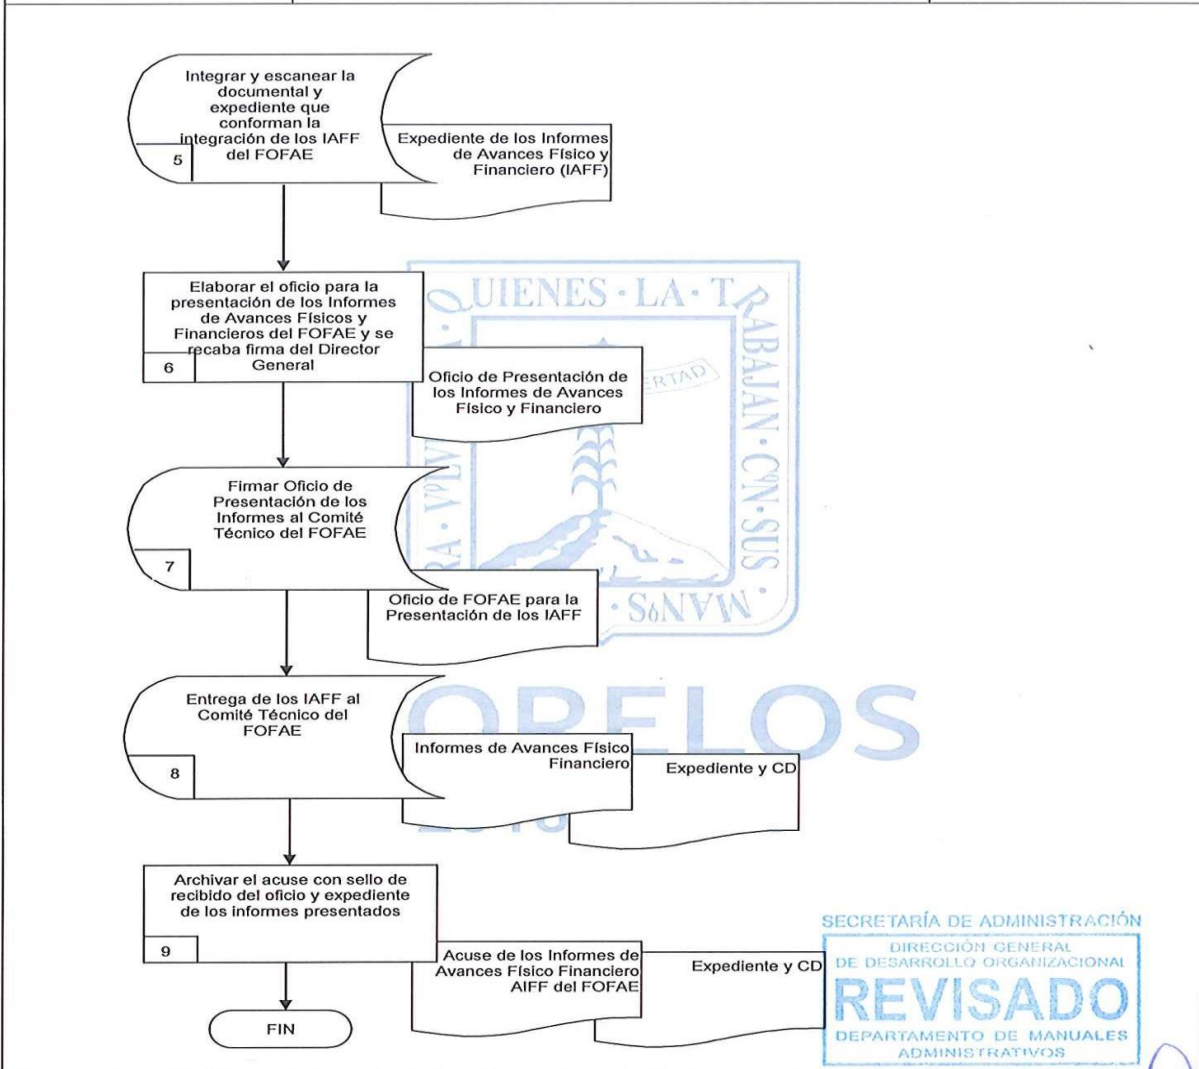 Integrar y escanear la
documental y
expediente que
conforman la
integración de los IAFF
del FOFAE
5
Expediente de los Informes
de Avances Físico y
Financiero (IAFF)
Elaborar el oficio para la
presentación de los Informes
de Avances Físicos y
Financieros del FOFAE y se
recaba firma del Director
General
6
Oficio de Presentación de
los Informes de Avances
Físico y Financiero
Firmar Oficio de
Presentación de los
Informes al Comité
Técnico del FOFAE
7
Oficio de FOFAE para la
Presentación de los IAFF
Entrega de los IAFF al
Comité Técnico del
FOFAE
8
Informes de Avances Físico
Financiero
Expediente y CD
Archivar el acuse con sello de
recibido del oficio y expediente
de los informes presentados
9
Acuse de los Informes de
Avances Físico Financiero
AIFF del FOFAE
Expediente y CD
FIN
QUIENES · LA · TRABAJAN · CON · SUS · MANOS ·
ORELOS
SECRETARÍA DE ADMINISTRACIÓN
DIRECCIÓN GENERAL
DE DESARROLLO ORGANIZACIONAL
REVISADO
DEPARTAMENTO DE MANUALES
ADMINISTRATIVOS